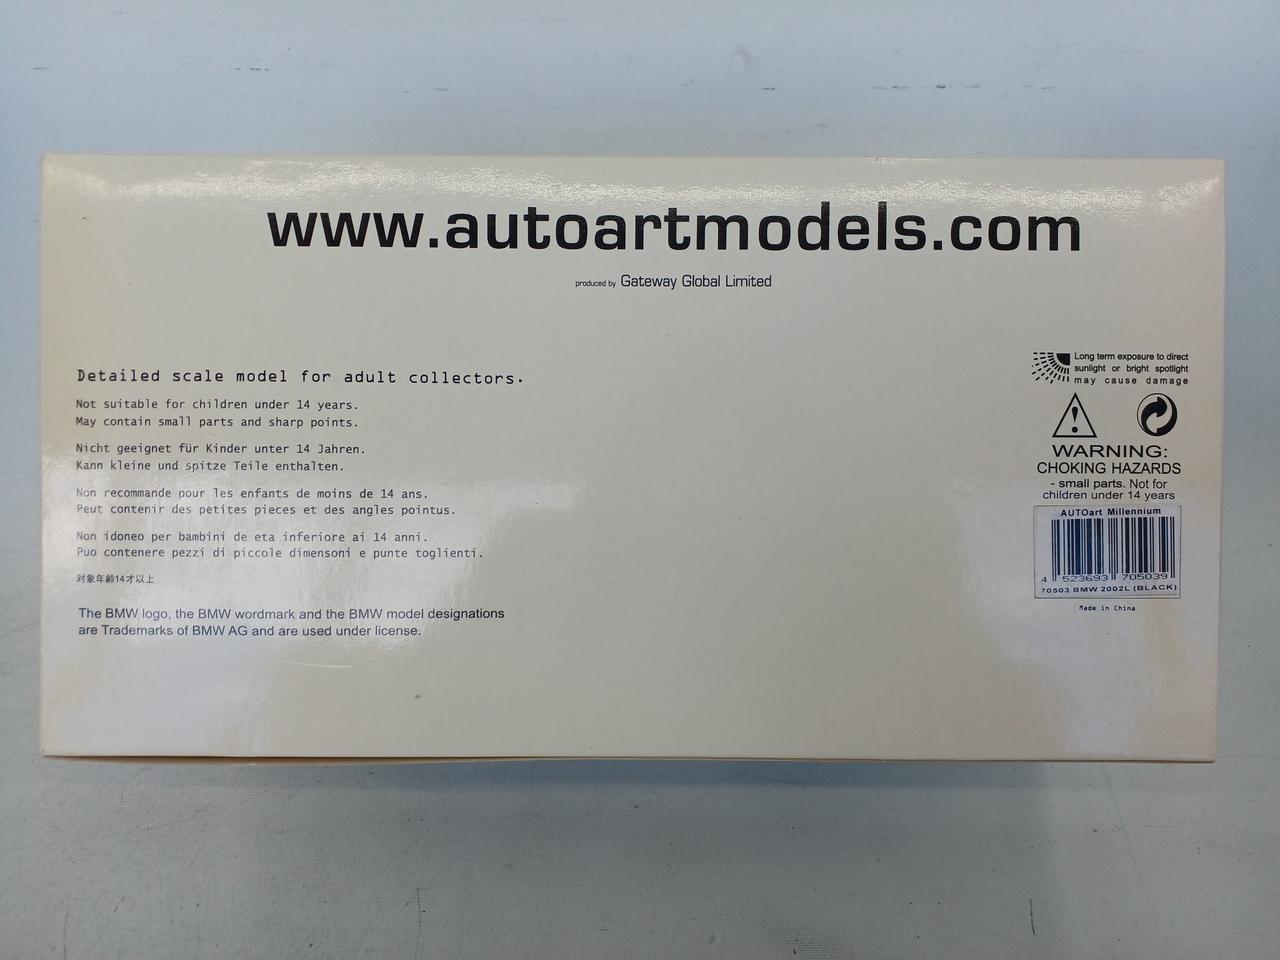 www.autoartmodels.com
produced by Gateway Global Limited
Detailed scale model for adult collectors.
Not suitable for children under 14 years.
May contain small parts and sharp points.
Nicht geeignet für Kinder unter 14 Jahren.
Kann kleine und spitze Teile enthalten.
Non recommande pour les enfants de moins de 14 ans.
Peut contenir des petites pieces et des angles pointus.
Non idoneo per bambini de eta inferiore ai 14 anni.
Puo contenere pezzi di piccole dimensoni e punte toglienti.
対象年齢14才以上
The BMW logo, the BMW wordmark and the BMW model designations
are Trademarks of BMW AG and are used under license.
Long term exposure to direct
sunlight or bright spotlight
may cause damage
WARNING:
CHOKING HAZARDS
- small parts. Not for
children under 14 years
AUTOart Millennium
4 523693 705039
70503 BMW 2002L (BLACK)
Made in China